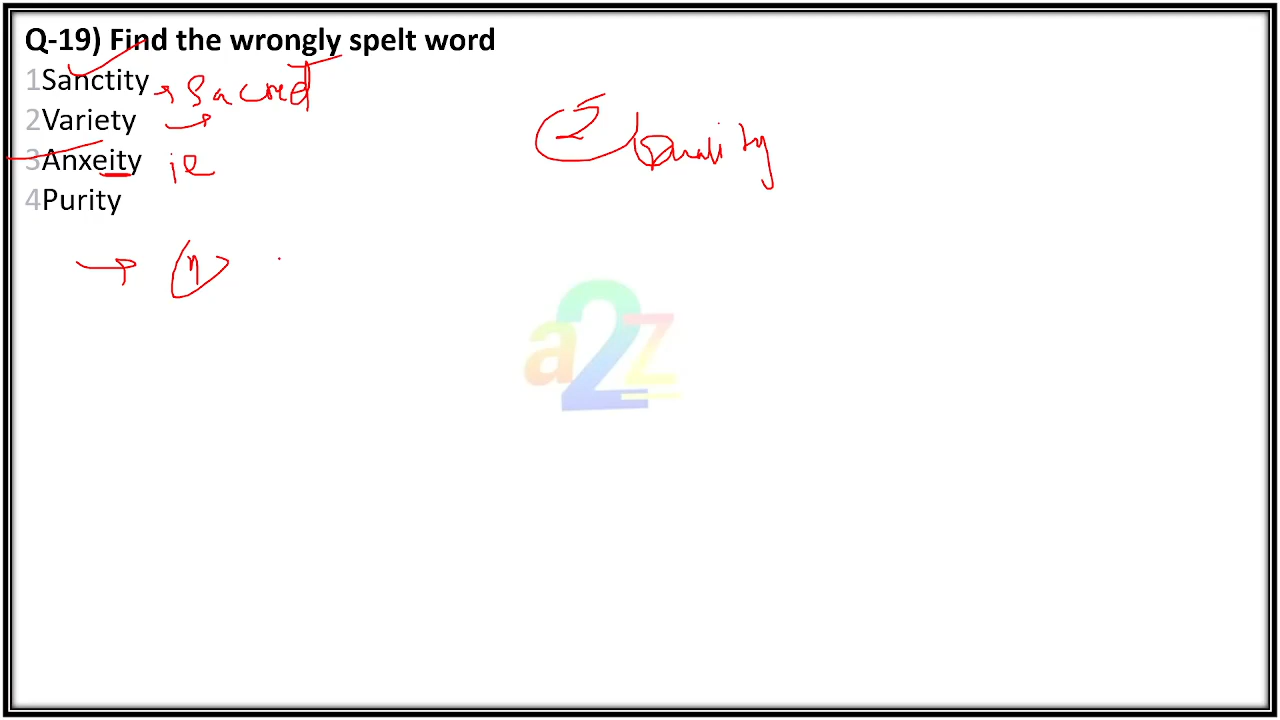 Q-19) Find the wrongly spelt word
1Sanctity
sacred
2Variety
3Anxeity ie
4Purity
a2z